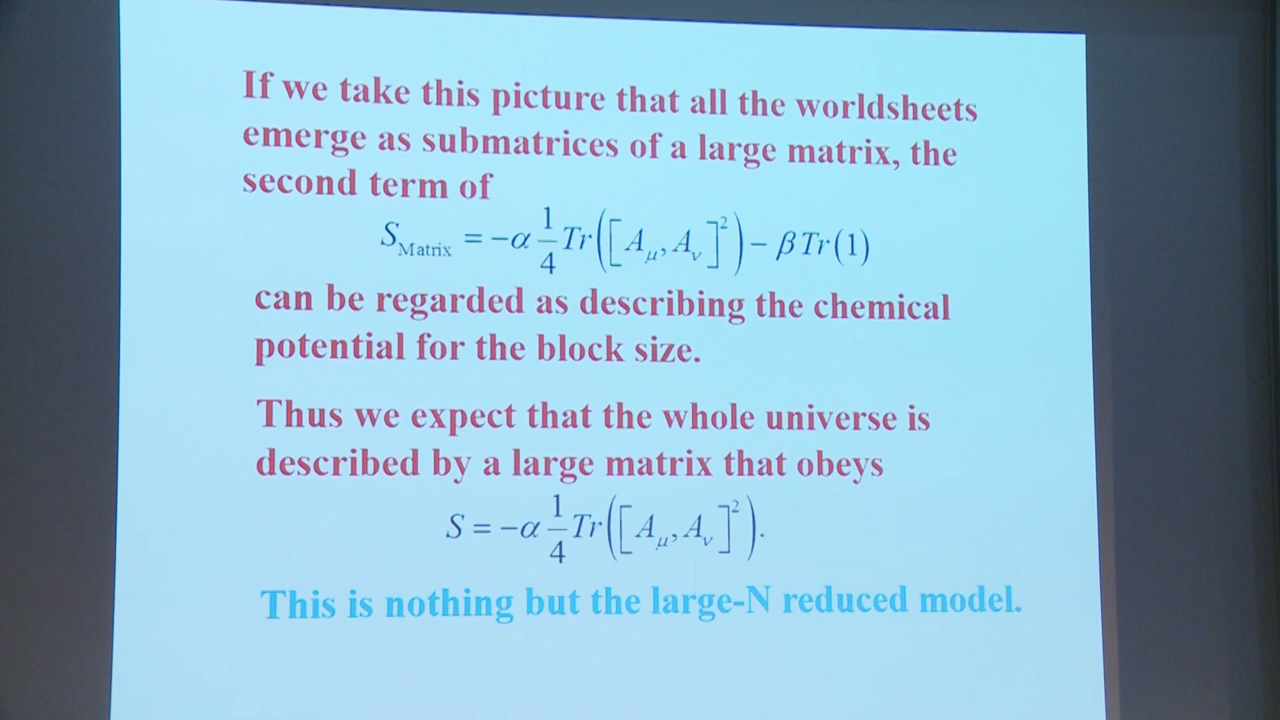 If we take this picture that all the worldsheets
emerge as submatrices of a large matrix, the
second term of
S_Matrix = −α 1/4 Tr([A_μ, A_ν]²) − β Tr(1)
can be regarded as describing the chemical
potential for the block size.
Thus we expect that the whole universe is
described by a large matrix that obeys
S = −α 1/4 Tr([A_μ, A_ν]²).
This is nothing but the large-N reduced model.